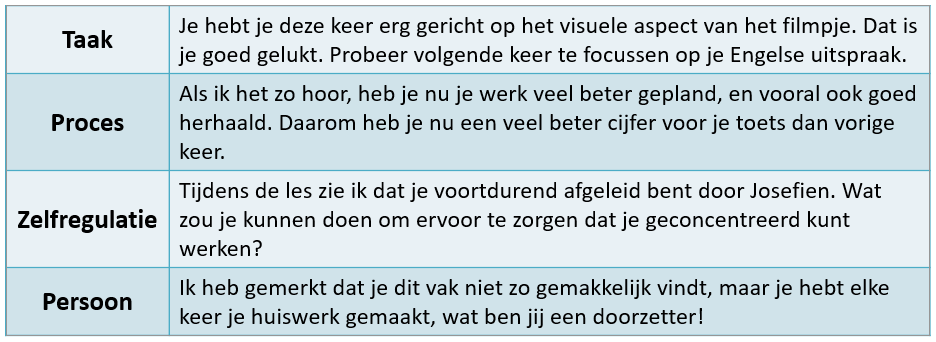 Taak
Je hebt je deze keer erg gericht op het visuele aspect van het filmpje. Dat is
je goed gelukt. Probeer volgende keer te focussen op je Engelse uitspraak.
Proces
Als ik het zo hoor, heb je nu je werk veel beter gepland, en vooral ook goed
herhaald. Daarom heb je nu een veel beter cijfer voor je toets dan vorige
keer.
Zelfregulatie
Tijdens de les zie ik dat je voortdurend afgeleid bent door Josefien. Wat
zou je kunnen doen om ervoor te zorgen dat je geconcentreerd kunt
werken?
Persoon
Ik heb gemerkt dat je dit vak niet zo gemakkelijk vindt, maar je hebt elke
keer je huiswerk gemaakt, wat ben jij een doorzetter!